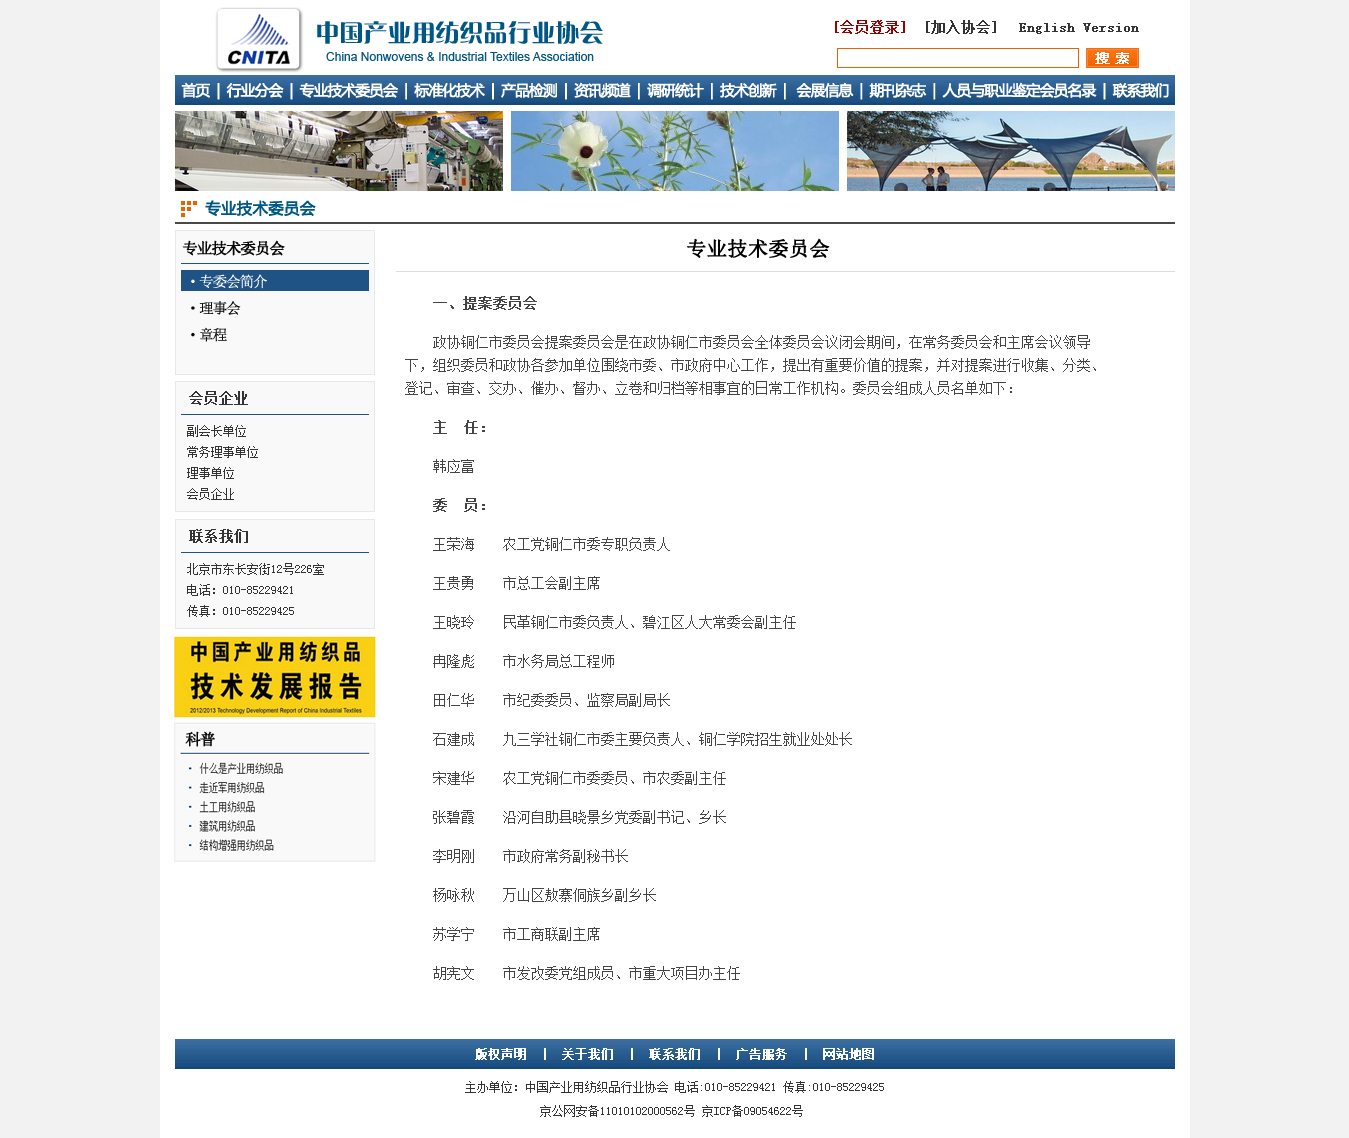 CNITA
中国产业用纺织品行业协会
China Nonwovens & Industrial Textiles Association
[会员登录] [加入协会] English Version
搜 索
首页 | 行业分会 | 专业技术委员会 | 标准化技术 | 产品检测 | 资讯频道 | 调研统计 | 技术创新 | 会展信息 | 期刊杂志 | 人员与职业鉴定会员名录 | 联系我们
专业技术委员会
专业技术委员会
· 专委会简介
· 理事会
· 章程
会员企业
副会长单位
常务理事单位
理事单位
会员企业
联系我们
北京市东长安街12号226室
电话：010-85229421
传真：010-85229425
中国产业用纺织品
技术发展报告
2012/2013 Technology Development Report of China Industrial Textiles
科普
· 什么是产业用纺织品
· 走近军用纺织品
· 土工用纺织品
· 建筑用纺织品
· 结构增强用纺织品
专业技术委员会
一、提案委员会
政协铜仁市委员会提案委员会是在政协铜仁市委员会全体委员会议闭会期间，在常务委员会和主席会议领导
下，组织委员和政协各参加单位围绕市委、市政府中心工作，提出有重要价值的提案，并对提案进行收集、分类、
登记、审查、交办、催办、督办、立卷和归档等相事宜的日常工作机构。委员会组成人员名单如下：
主 任：
韩应富
委 员：
王荣海 农工党铜仁市委专职负责人
王贵勇 市总工会副主席
王晓玲 民革铜仁市委负责人、碧江区人大常委会副主任
冉隆彪 市水务局总工程师
田仁华 市纪委委员、监察局副局长
石建成 九三学社铜仁市委主要负责人、铜仁学院招生就业处处长
宋建华 农工党铜仁市委委员、市农委副主任
张碧霞 沿河自助县晓景乡党委副书记、乡长
李明刚 市政府常务副秘书长
杨咏秋 万山区敖寨侗族乡副乡长
苏学宁 市工商联副主席
胡宪文 市发改委党组成员、市重大项目办主任
版权声明 | 关于我们 | 联系我们 | 广告服务 | 网站地图
主办单位：中国产业用纺织品行业协会 电话:010-85229421 传真:010-85229425
京公网安备11010102000562号 京ICP备09054622号